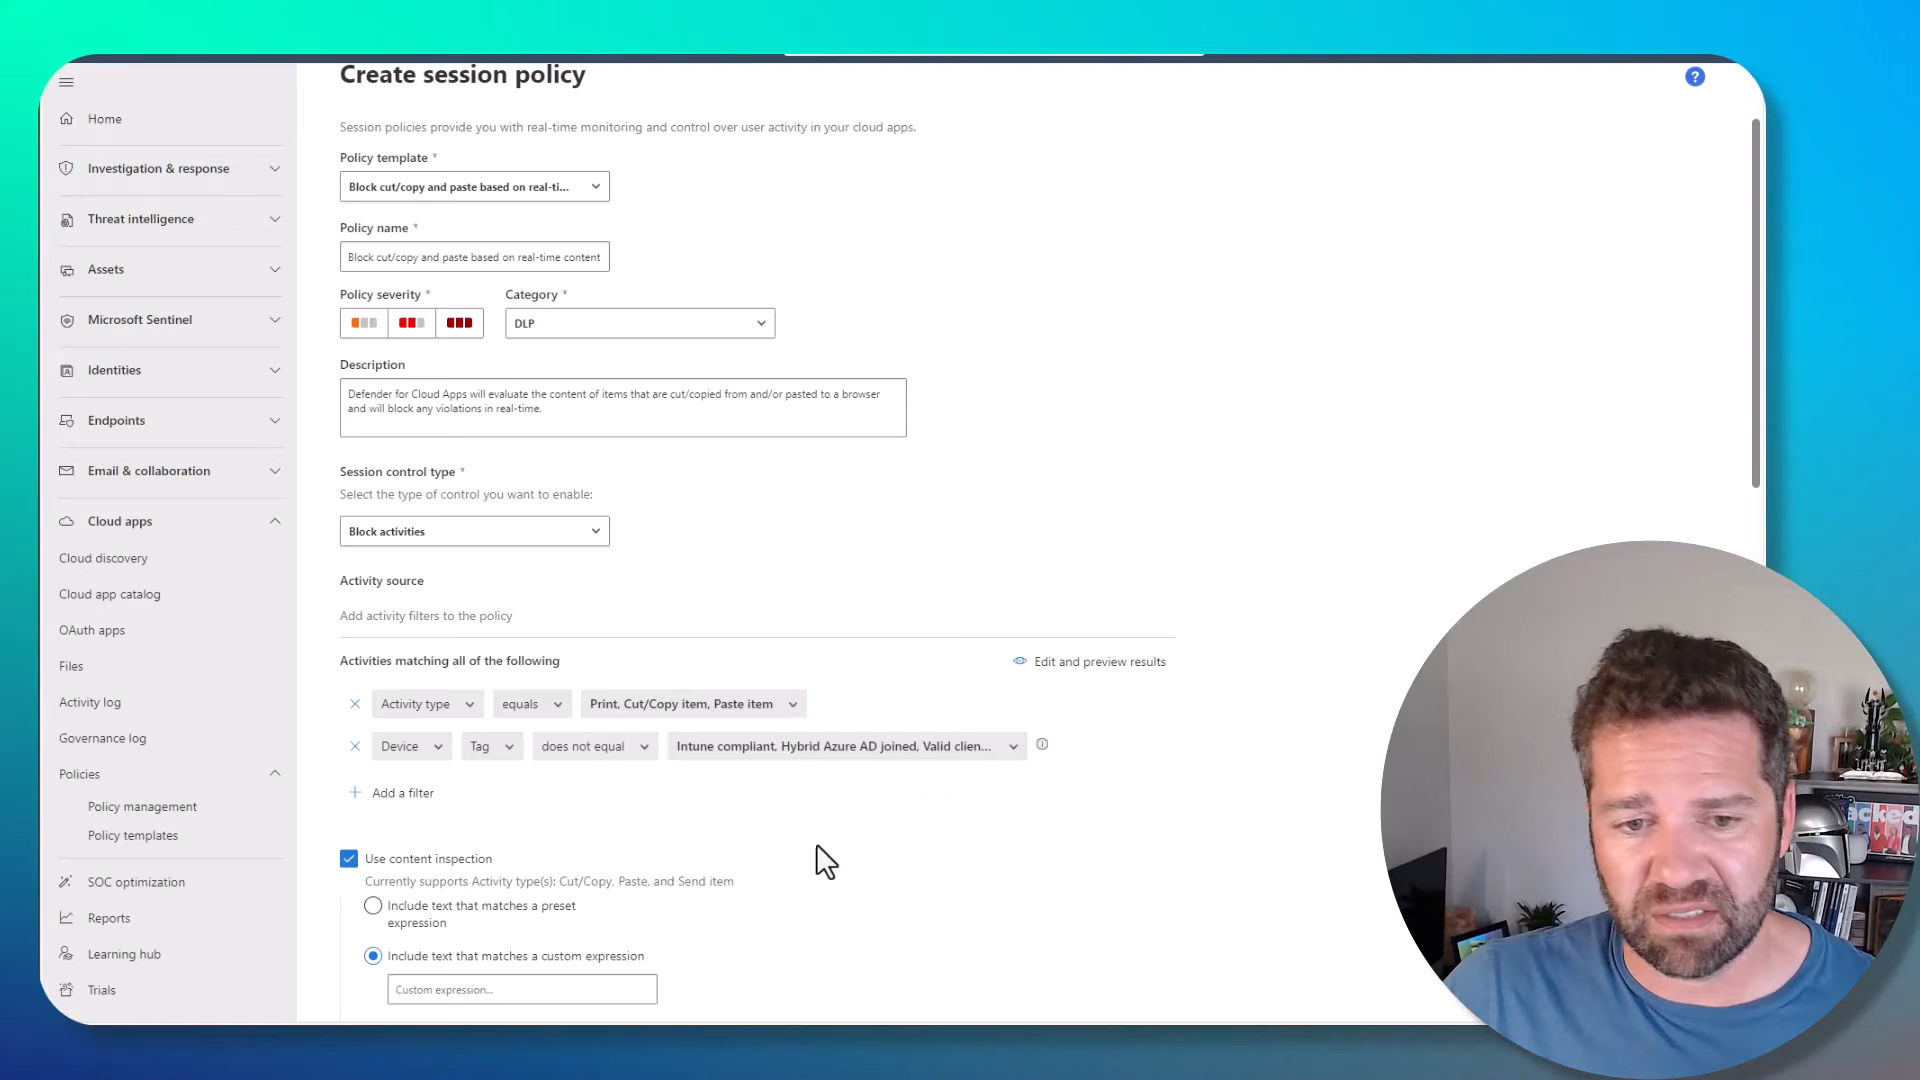 Create session policy
?
Home
Session policies provide you with real-time monitoring and control over user activity in your cloud apps.
Policy template *
Investigation & response
Block cut/copy and paste based on real-ti...
Threat intelligence
Policy name *
Block cut/copy and paste based on real-time content
Assets
Policy severity *
Category *
Microsoft Sentinel
DLP
Identities
Description
Defender for Cloud Apps will evaluate the content of items that are cut/copied from and/or pasted to a browser
and will block any violations in real-time.
Endpoints
Email & collaboration
Session control type *
Select the type of control you want to enable:
Cloud apps
Block activities
Cloud discovery
Activity source
Cloud app catalog
Add activity filters to the policy
OAuth apps
Files
Activities matching all of the following
Edit and preview results
Activity log
Activity type
equals
Print, Cut/Copy item, Paste item
Governance log
Device
Tag
does not equal
Intune compliant, Hybrid Azure AD joined, Valid clien...
Policies
Add a filter
Policy management
Policy templates
Use content inspection
Currently supports Activity type(s): Cut/Copy, Paste, and Send item
SOC optimization
Include text that matches a preset
expression
Reports
Learning hub
Include text that matches a custom expression
Trials
Custom expression...